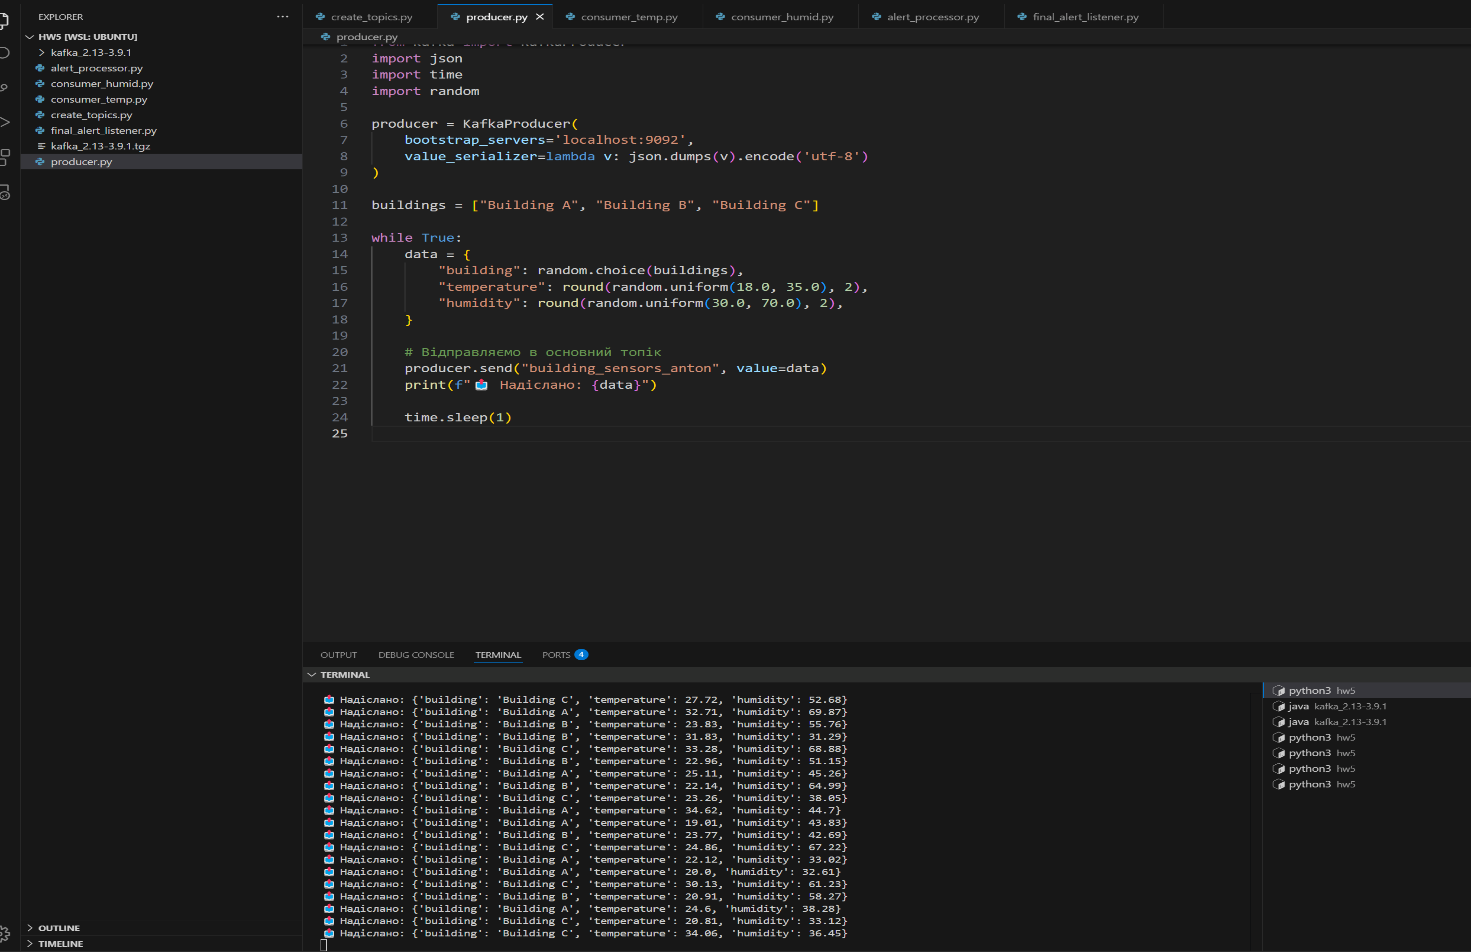 EXPLORER
HW5 [WSL: UBUNTU]
kafka_2.13-3.9.1
alert_processor.py
consumer_humid.py
consumer_temp.py
create_topics.py
final_alert_listener.py
kafka_2.13-3.9.1.tgz
producer.py
OUTLINE
TIMELINE
create_topics.py
producer.py
consumer_temp.py
consumer_humid.py
alert_processor.py
final_alert_listener.py
producer.py
1 from kafka import KafkaProducer
2 import json
3 import time
4 import random
5
6 producer = KafkaProducer(
7 bootstrap_servers='localhost:9092',
8 value_serializer=lambda v: json.dumps(v).encode('utf-8')
9 )
10
11 buildings = ["Building A", "Building B", "Building C"]
12
13 while True:
14 data = {
15 "building": random.choice(buildings),
16 "temperature": round(random.uniform(18.0, 35.0), 2),
17 "humidity": round(random.uniform(30.0, 70.0), 2),
18 }
19
20 # Відправляємо в основний топік
21 producer.send("building_sensors_anton", value=data)
22 print(f"📤 Надіслано: {data}")
23
24 time.sleep(1)
25
OUTPUT DEBUG CONSOLE TERMINAL PORTS 4
TERMINAL
📤 Надіслано: {'building': 'Building C', 'temperature': 27.72, 'humidity': 52.68}
📤 Надіслано: {'building': 'Building A', 'temperature': 32.71, 'humidity': 69.87}
📤 Надіслано: {'building': 'Building B', 'temperature': 23.83, 'humidity': 55.76}
📤 Надіслано: {'building': 'Building B', 'temperature': 31.83, 'humidity': 31.29}
📤 Надіслано: {'building': 'Building C', 'temperature': 33.28, 'humidity': 68.88}
📤 Надіслано: {'building': 'Building B', 'temperature': 22.96, 'humidity': 51.15}
📤 Надіслано: {'building': 'Building A', 'temperature': 25.11, 'humidity': 45.26}
📤 Надіслано: {'building': 'Building B', 'temperature': 22.14, 'humidity': 64.99}
📤 Надіслано: {'building': 'Building C', 'temperature': 23.26, 'humidity': 38.05}
📤 Надіслано: {'building': 'Building A', 'temperature': 34.62, 'humidity': 44.7}
📤 Надіслано: {'building': 'Building A', 'temperature': 19.01, 'humidity': 43.83}
📤 Надіслано: {'building': 'Building B', 'temperature': 23.77, 'humidity': 42.69}
📤 Надіслано: {'building': 'Building C', 'temperature': 24.86, 'humidity': 67.22}
📤 Надіслано: {'building': 'Building A', 'temperature': 22.12, 'humidity': 33.02}
📤 Надіслано: {'building': 'Building A', 'temperature': 20.0, 'humidity': 32.61}
📤 Надіслано: {'building': 'Building C', 'temperature': 30.13, 'humidity': 61.23}
📤 Надіслано: {'building': 'Building B', 'temperature': 20.91, 'humidity': 58.27}
📤 Надіслано: {'building': 'Building A', 'temperature': 24.6, 'humidity': 38.28}
📤 Надіслано: {'building': 'Building C', 'temperature': 20.81, 'humidity': 33.12}
📤 Надіслано: {'building': 'Building C', 'temperature': 34.06, 'humidity': 36.45}
python3 hw5
java kafka_2.13-3.9.1
java kafka_2.13-3.9.1
python3 hw5
python3 hw5
python3 hw5
python3 hw5